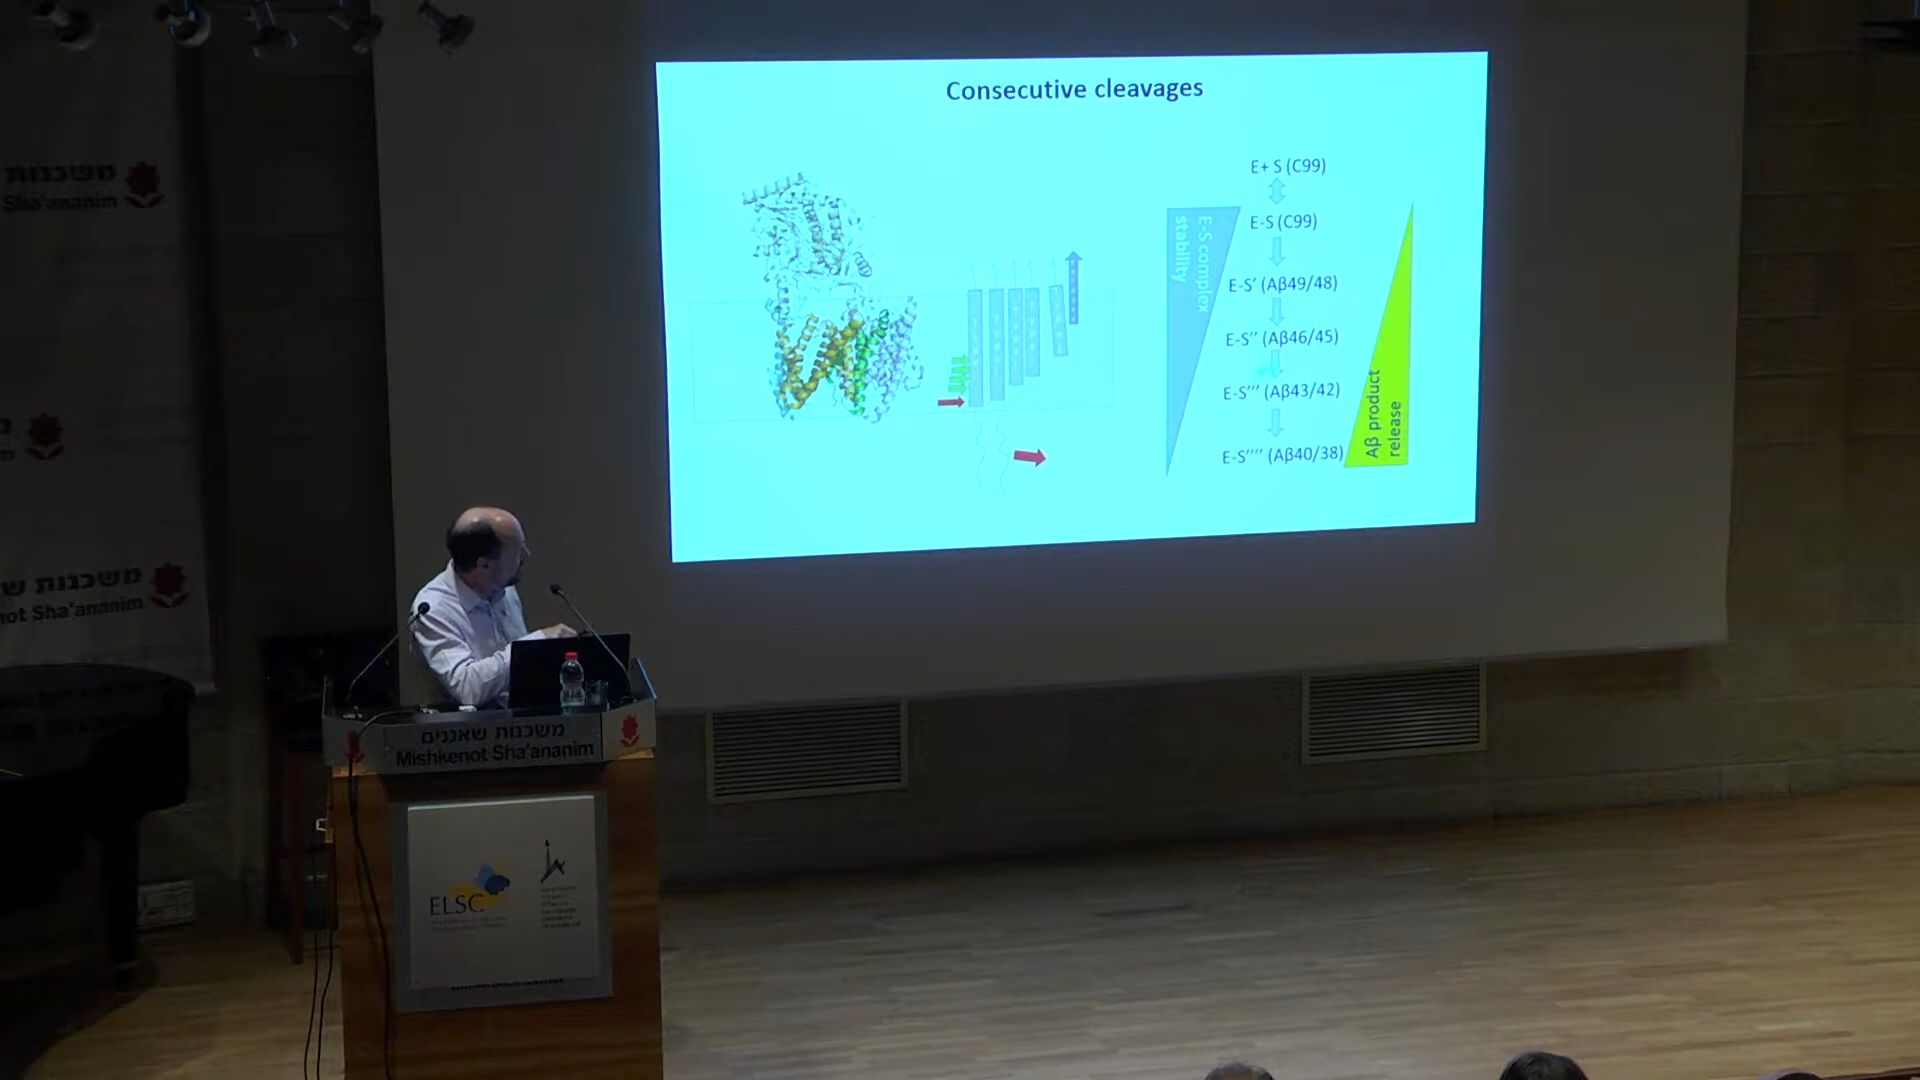 Consecutive cleavages
E+ S (C99)
E-S (C99)
E-S’ (Aβ49/48)
E-S’’ (Aβ46/45)
E-S’’’ (Aβ43/42)
E-S’’’’ (Aβ40/38)
E-S complex
stability
Aβ product
release
משכנות
Sha'ananim
משכנות ש
not Sha'ananim
משכנות שאננים
Mishkenot Sha'ananim
ELSC